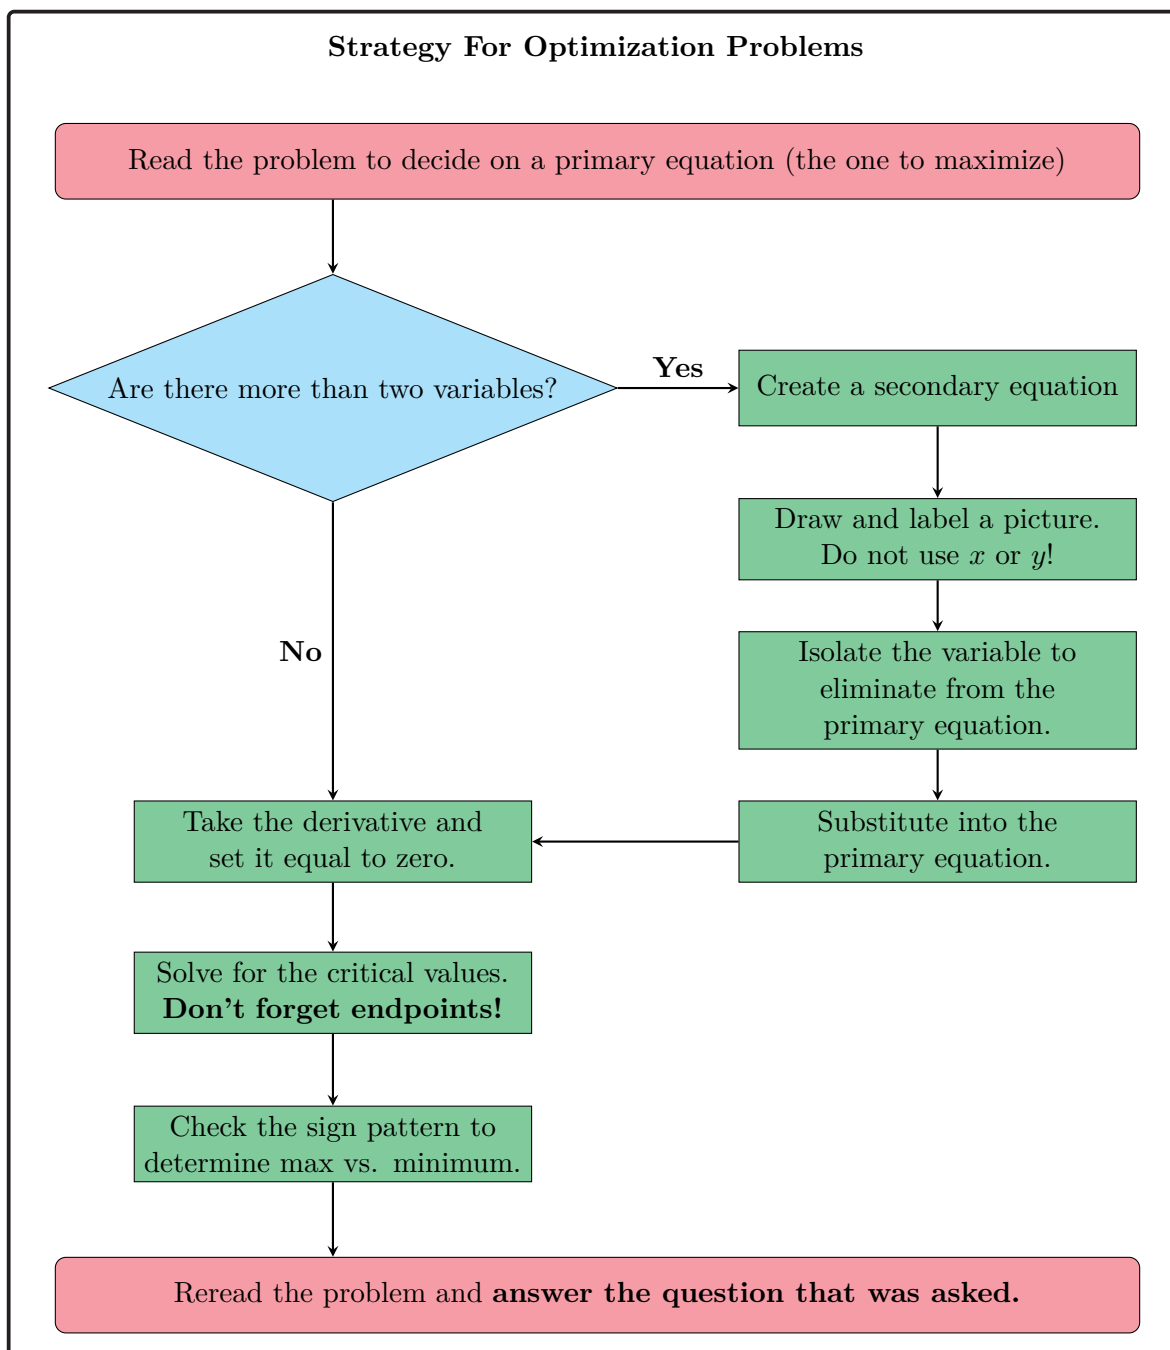 Strategy For Optimization Problems
Read the problem to decide on a primary equation (the one to maximize)
Are there more than two variables?
Yes
Create a secondary equation
Draw and label a picture.
Do not use x or y!
Isolate the variable to
eliminate from the
primary equation.
Substitute into the
primary equation.
No
Take the derivative and
set it equal to zero.
Solve for the critical values.
Don't forget endpoints!
Check the sign pattern to
determine max vs. minimum.
Reread the problem and answer the question that was asked.